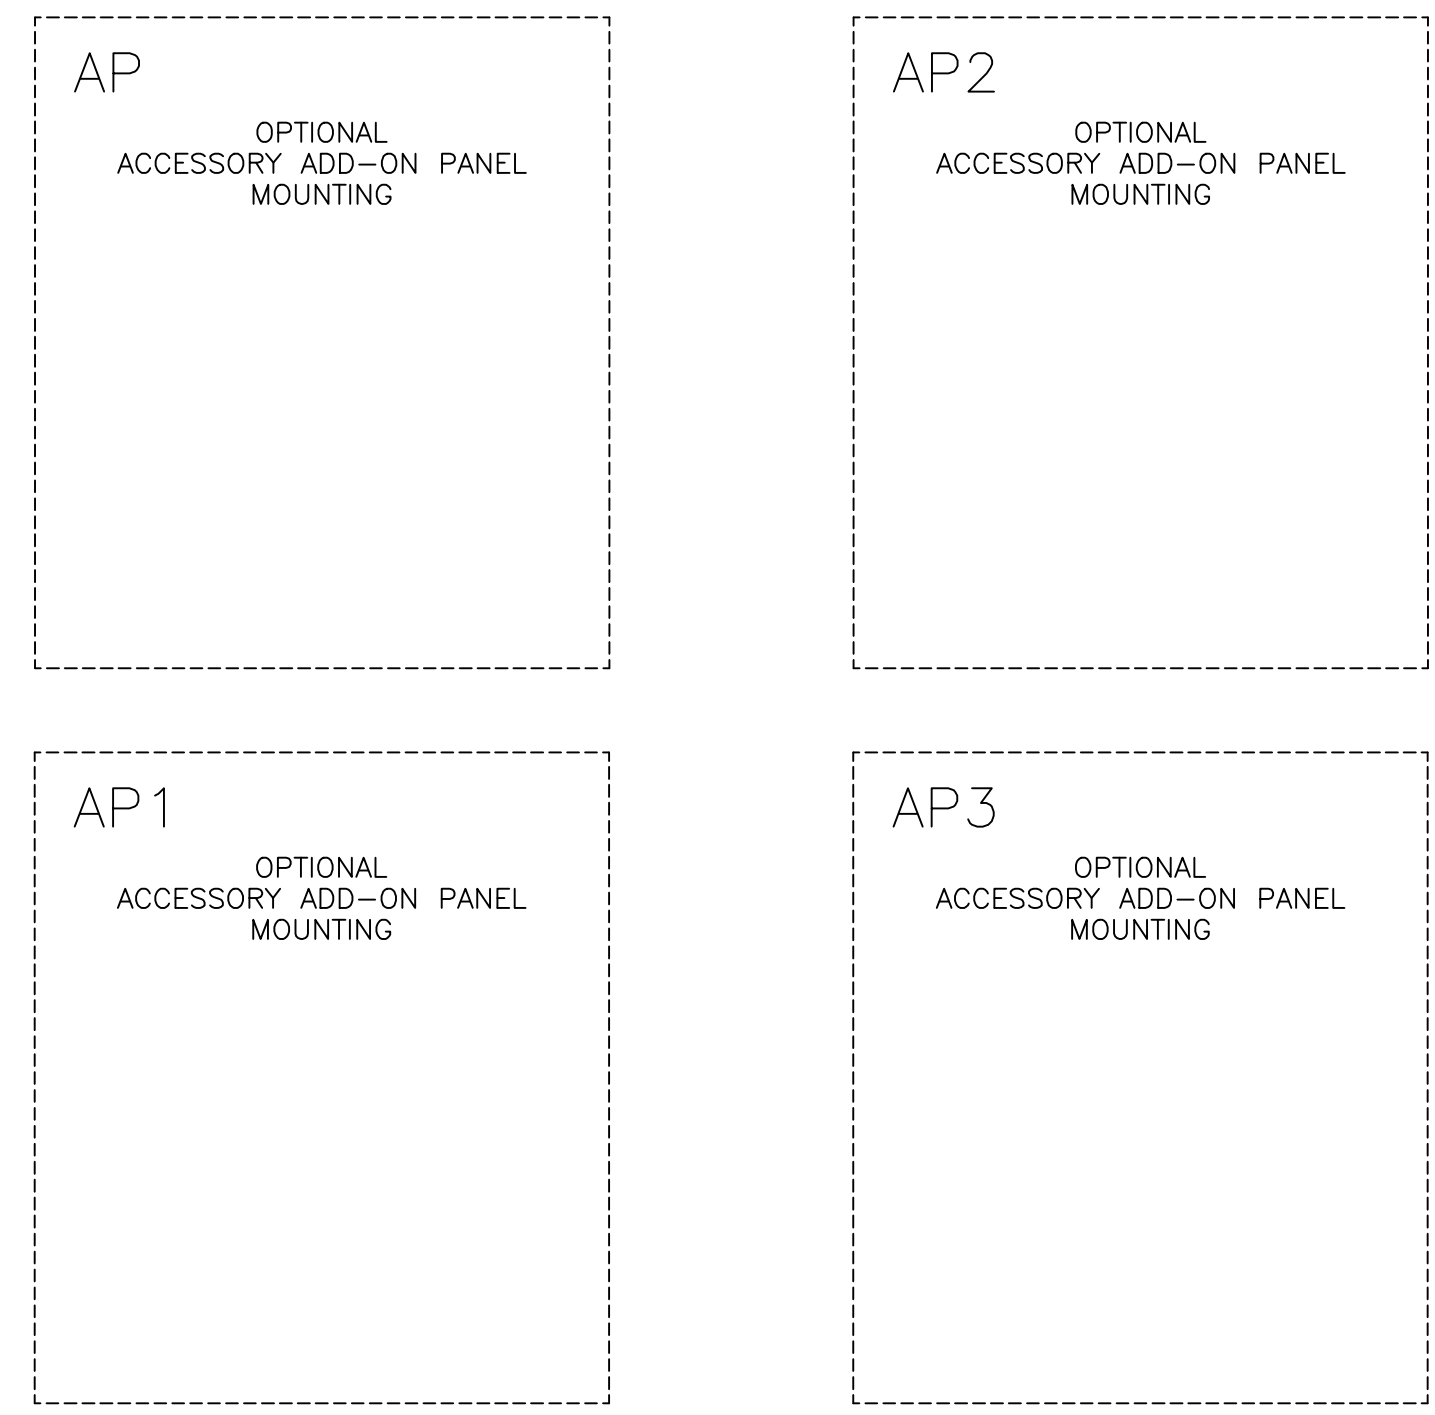 AP
OPTIONAL
ACCESSORY ADD-ON PANEL
MOUNTING
AP2
OPTIONAL
ACCESSORY ADD-ON PANEL
MOUNTING
AP1
OPTIONAL
ACCESSORY ADD-ON PANEL
MOUNTING
AP3
OPTIONAL
ACCESSORY ADD-ON PANEL
MOUNTING